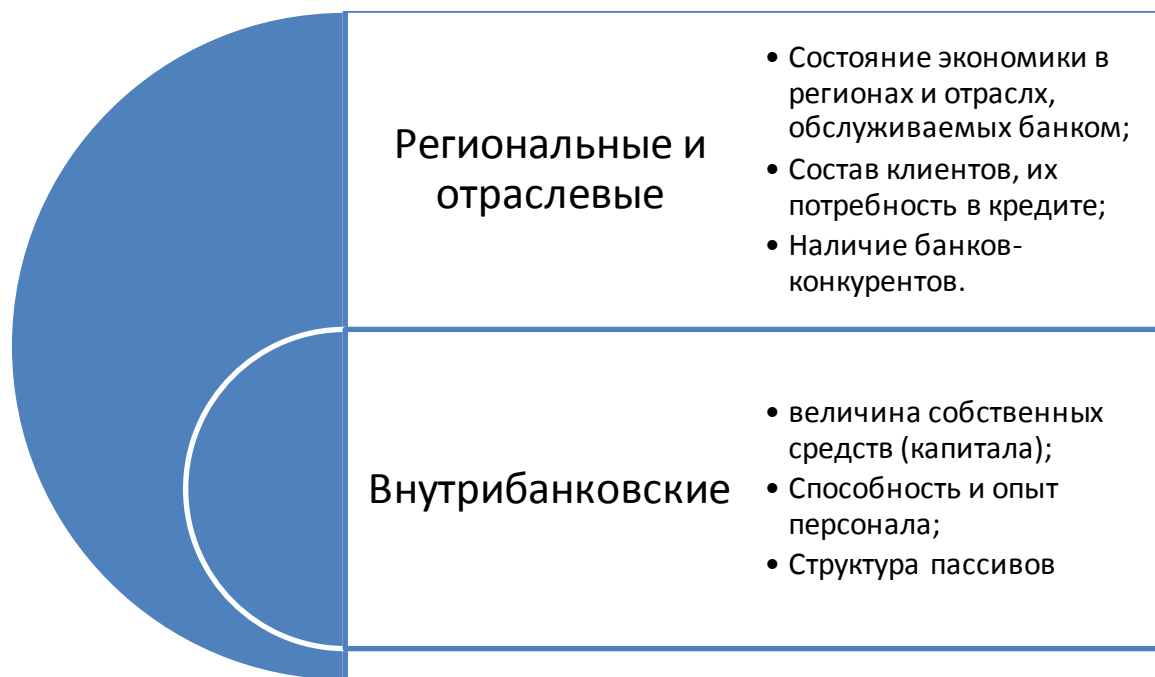 Региональные и
отраслевые
• Состояние экономики в
регионах и отраслх,
обслуживаемых банком;
• Состав клиентов, их
потребность в кредите;
• Наличие банков-
конкурентов.
Внутрибанковские
• величина собственных
средств (капитала);
• Способность и опыт
персонала;
• Структура пассивов